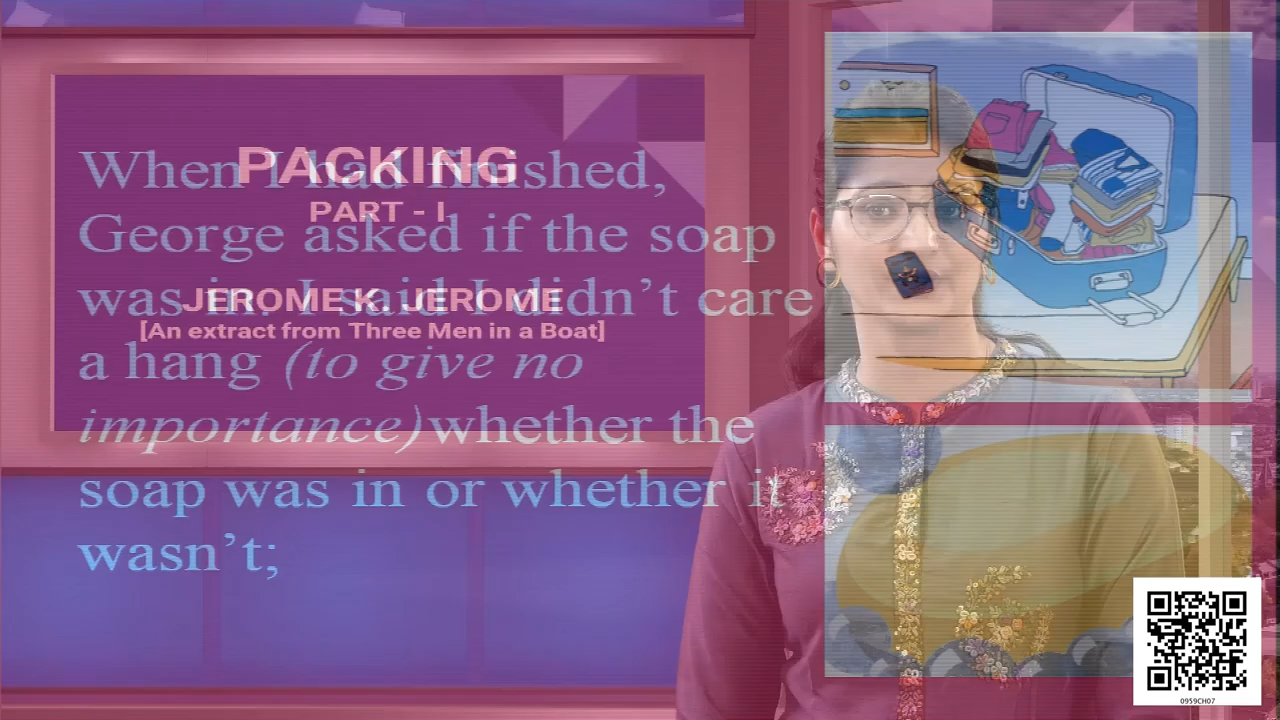 PACKING
PART - I
JEROME K. JEROME
[An extract from Three Men in a Boat]
When I had finished,
George asked if the soap
was in. I said I didn't care
a hang (to give no
importance)whether the
soap was in or whether it
wasn't;
0959CH07